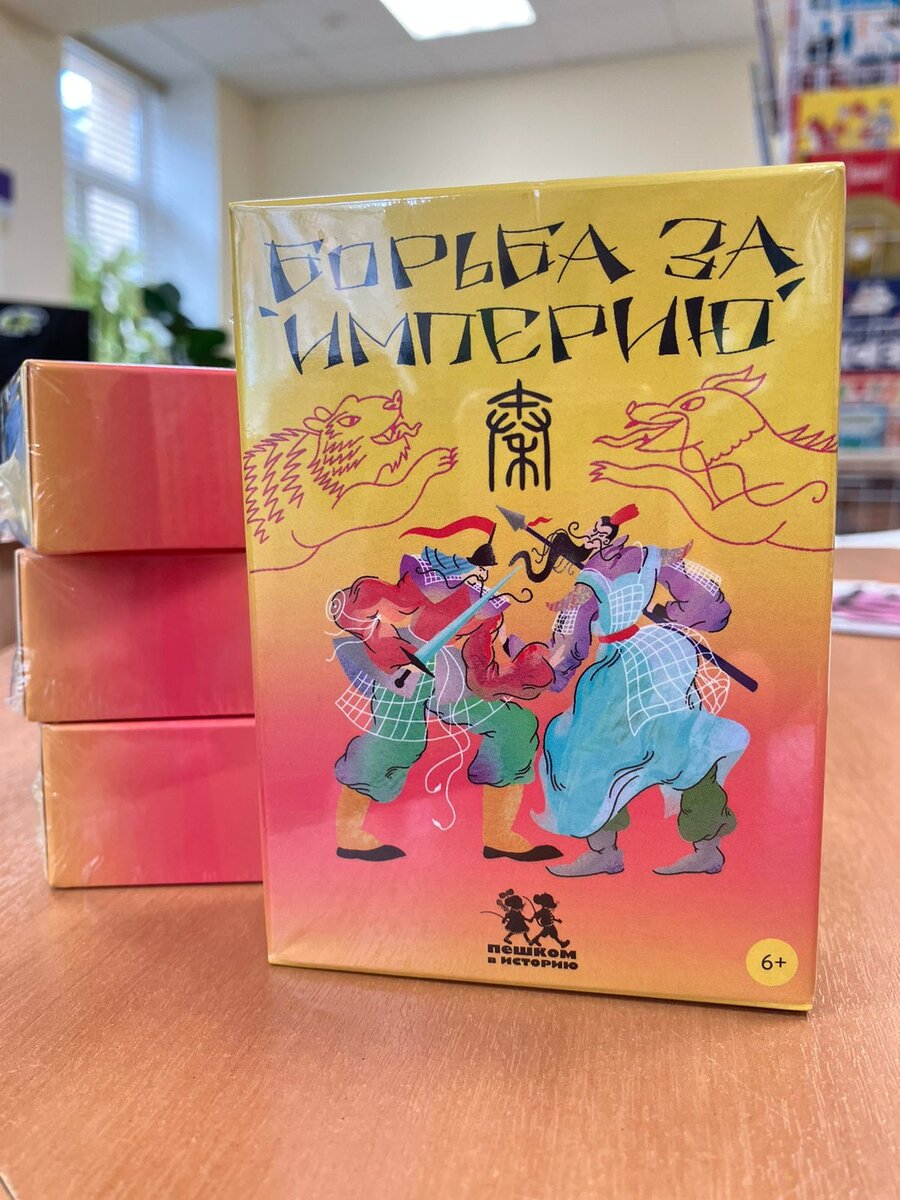 БОРЬБА ЗА
ИМПЕРИЮ
秦
пешком
в историю
6+